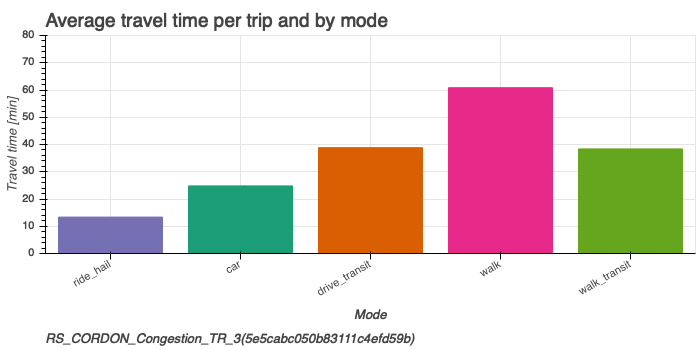 Average travel time per trip and by mode
Travel time [min]
80
70
60
50
40
30
20
10
0
ride_hail
car
drive_transit
walk
walk_transit
Mode
RS_CORDON_Congestion_TR_3(5e5cabc050b83111c4efd59b)